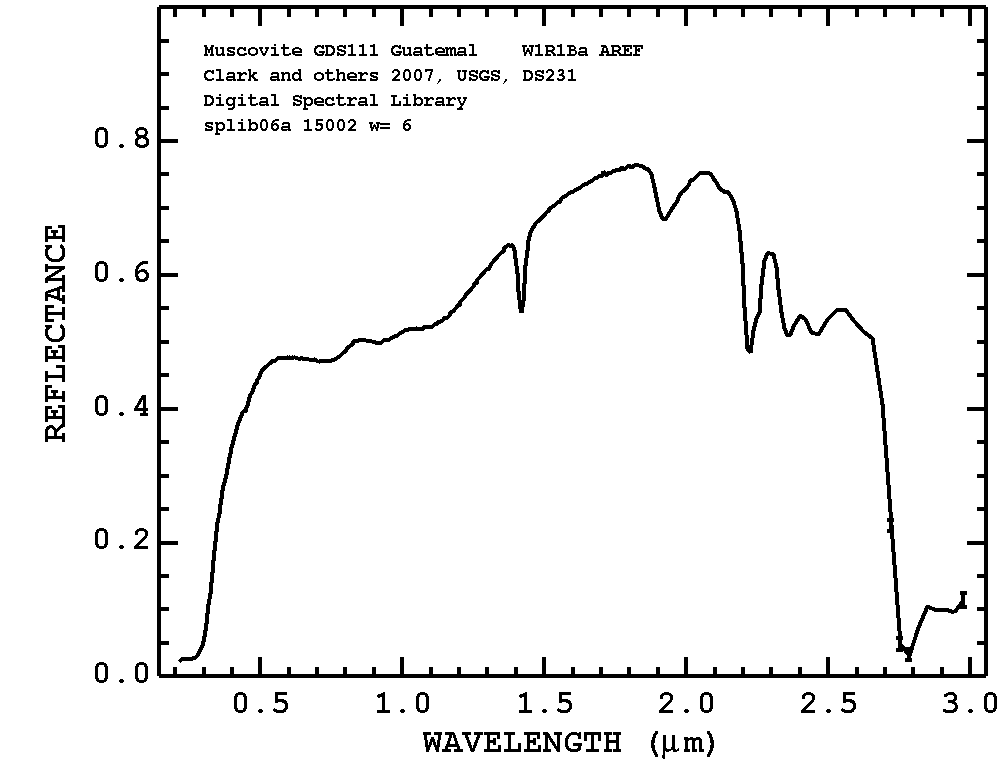 Muscovite GDS111 Guatemal W1R1Ba AREF
Clark and others 2007, USGS, DS231
Digital Spectral Library
splib06a 15002 w= 6
0.8
0.6
0.4
0.2
0.0
REFLECTANCE
0.5 1.0 1.5 2.0 2.5 3.0
WAVELENGTH (μm)